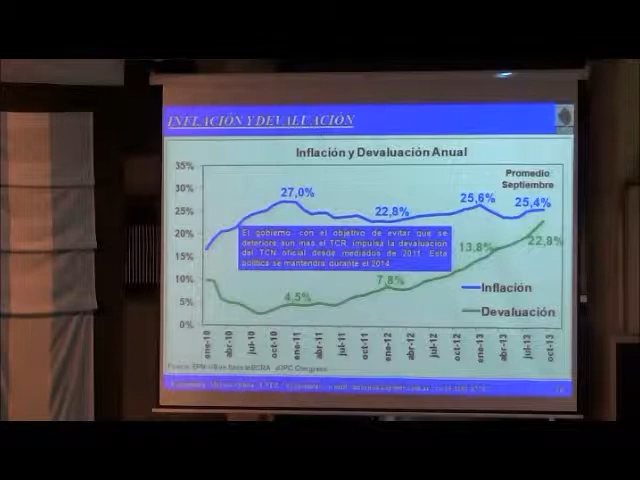 INFLACIÓN Y DEVALUACIÓN
Inflación y Devaluación Anual
Promedio
Septiembre
35%
30%
25%
20%
15%
10%
5%
0%
27,0%
22,8%
25,6%
25,4%
El gobierno, con el objetivo de evitar que se
deteriore aun mas el TCR, impulsa la devaluación
del TCN oficial desde mediados de 2011. Esta
política se mantendrá durante el 2014.
13,8%
22,8%
7,8%
4,5%
Inflación
Devaluación
ene-10
abr-10
jul-10
oct-10
ene-11
abr-11
jul-11
oct-11
ene-12
abr-12
jul-12
oct-12
ene-13
abr-13
jul-13
oct-13
BCRA
Congreso